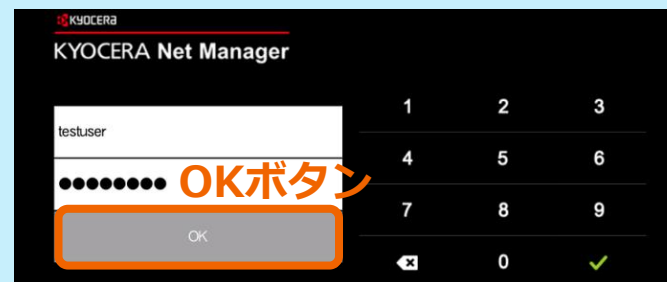 KYOCERA
KYOCERA Net Manager
testuser
●●●●●●●●
OKボタン
OK
1 2 3
4 5 6
7 8 9
0